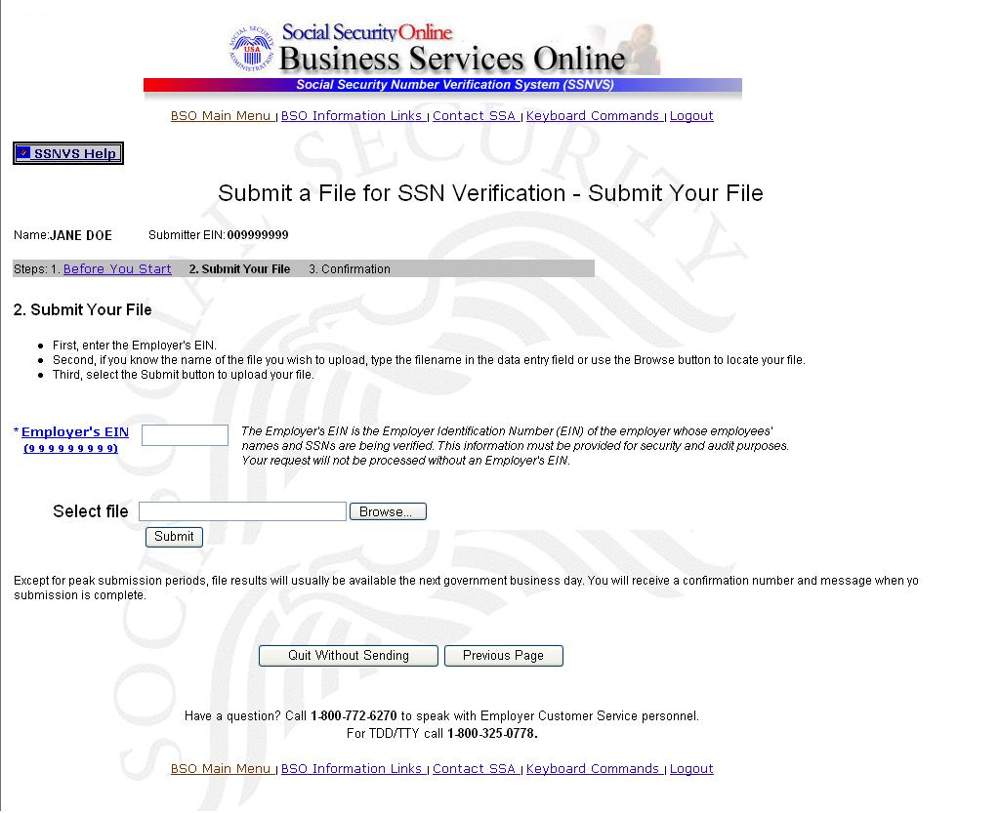 Social Security Online
Business Services Online
Social Security Number Verification System (SSNVS)
BSO Main Menu | BSO Information Links | Contact SSA | Keyboard Commands | Logout
SSNVS Help
Submit a File for SSN Verification - Submit Your File
Name:JANE DOE Submitter EIN:009999999
Steps: 1. Before You Start 2. Submit Your File 3. Confirmation
2. Submit Your File
• First, enter the Employer's EIN.
• Second, if you know the name of the file you wish to upload, type the filename in the data entry field or use the Browse button to locate your file.
• Third, select the Submit button to upload your file.
* Employer's EIN
(999999999)
The Employer's EIN is the Employer Identification Number (EIN) of the employer whose employees'
names and SSNs are being verified. This information must be provided for security and audit purposes.
Your request will not be processed without an Employer's EIN.
Select file Browse...
Submit
Except for peak submission periods, file results will usually be available the next government business day. You will receive a confirmation number and message when yo
submission is complete.
Quit Without Sending Previous Page
Have a question? Call 1-800-772-6270 to speak with Employer Customer Service personnel.
For TDD/TTY call 1-800-325-0778.
BSO Main Menu | BSO Information Links | Contact SSA | Keyboard Commands | Logout
SOCIAL SECURITY
USA
SOCIAL SECURITY ADMINISTRATION